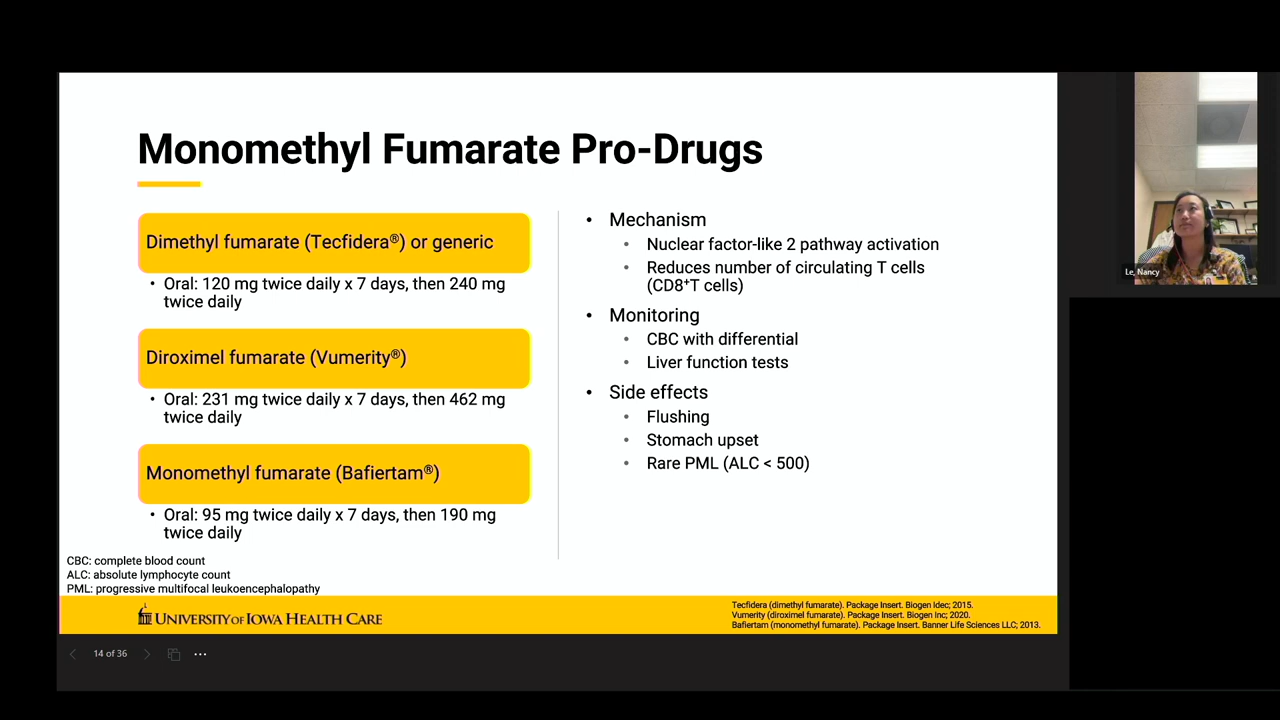 Monomethyl Fumarate Pro-Drugs
Dimethyl fumarate (Tecfidera®) or generic
• Oral: 120 mg twice daily x 7 days, then 240 mg
twice daily
Diroximel fumarate (Vumerity®)
• Oral: 231 mg twice daily x 7 days, then 462 mg
twice daily
Monomethyl fumarate (Bafiertam®)
• Oral: 95 mg twice daily x 7 days, then 190 mg
twice daily
• Mechanism
• Nuclear factor-like 2 pathway activation
• Reduces number of circulating T cells
(CD8⁺T cells)
• Monitoring
• CBC with differential
• Liver function tests
• Side effects
• Flushing
• Stomach upset
• Rare PML (ALC < 500)
CBC: complete blood count
ALC: absolute lymphocyte count
PML: progressive multifocal leukoencephalopathy
UNIVERSITY OF IOWA HEALTH CARE
Tecfidera (dimethyl fumarate). Package Insert. Biogen Idec; 2015.
Vumerity (diroximel fumarate). Package Insert. Biogen Inc; 2020.
Bafiertam (monomethyl fumarate). Package Insert. Banner Life Sciences LLC; 2013.
14 of 36
Le, Nancy